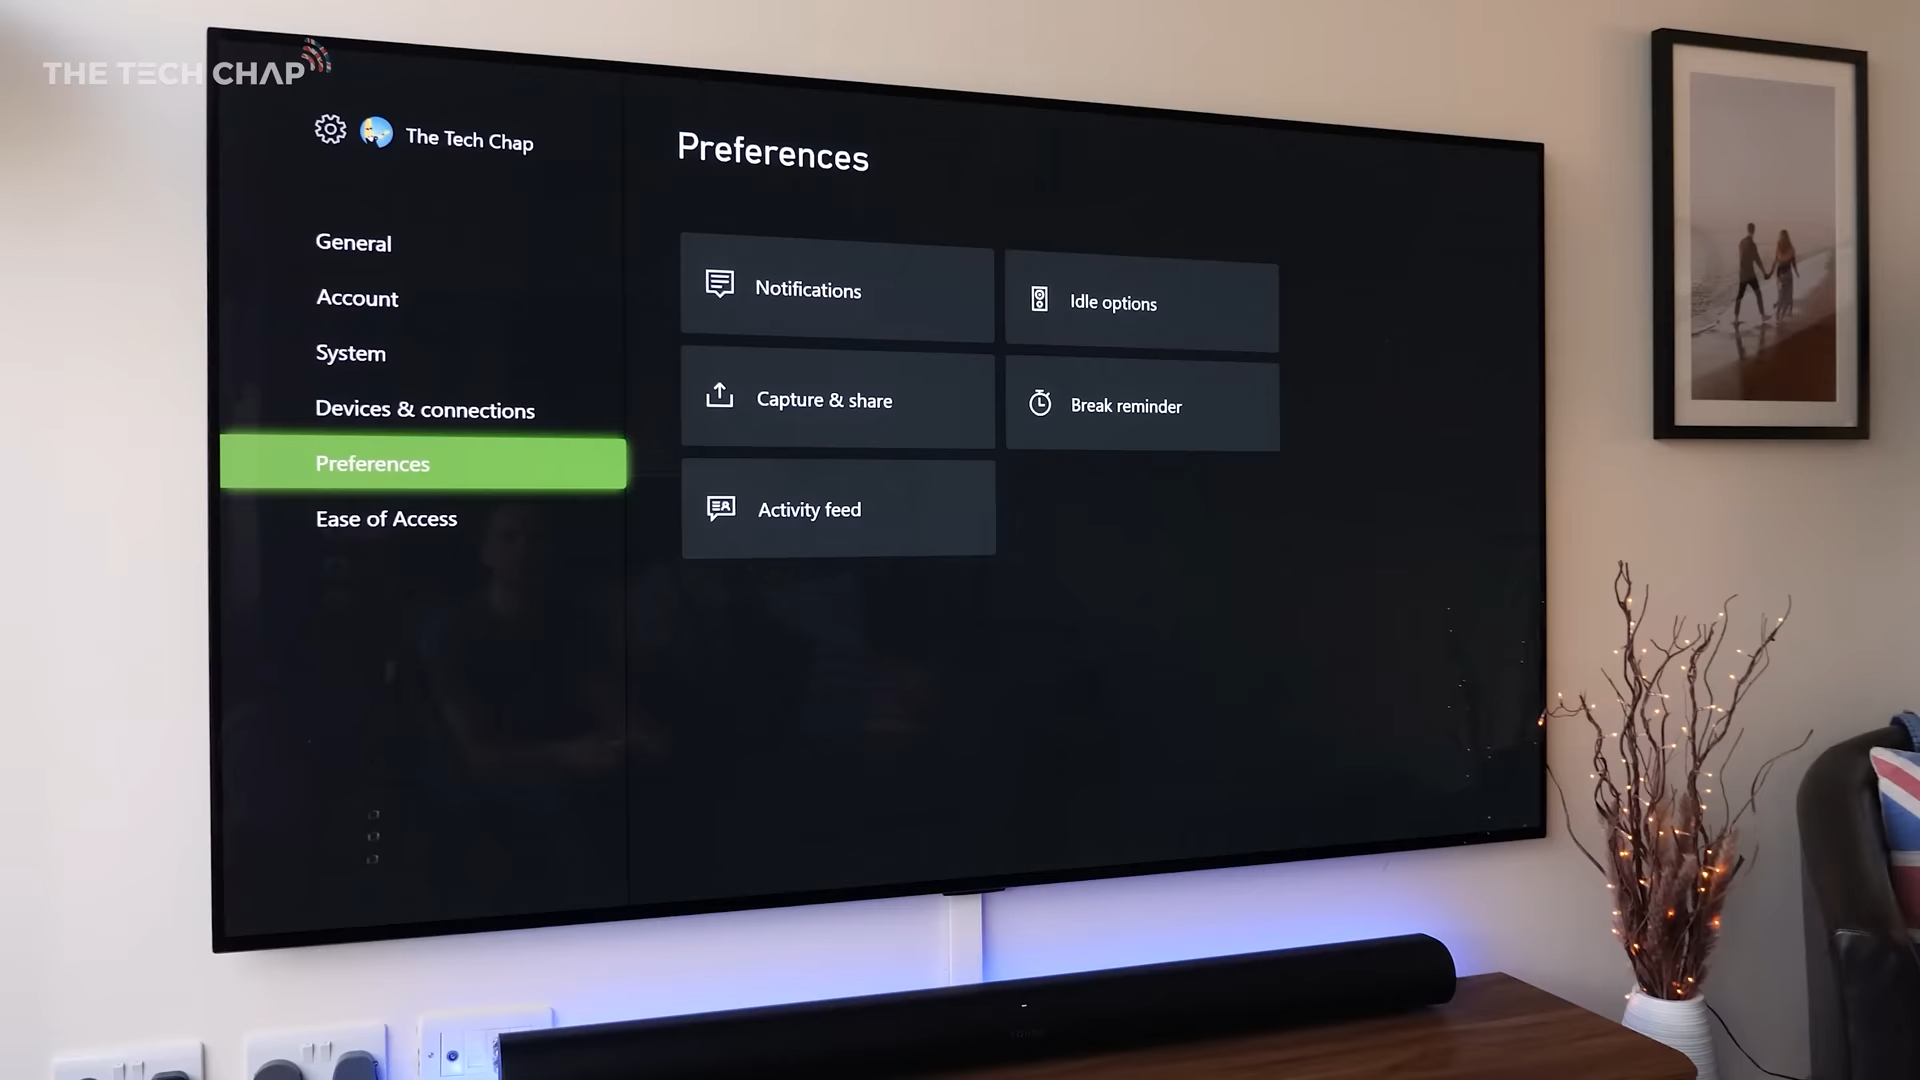 THE TECH CHAP
The Tech Chap
General
Account
System
Devices & connections
Preferences
Ease of Access
Preferences
Notifications
Idle options
Capture & share
Break reminder
Activity feed